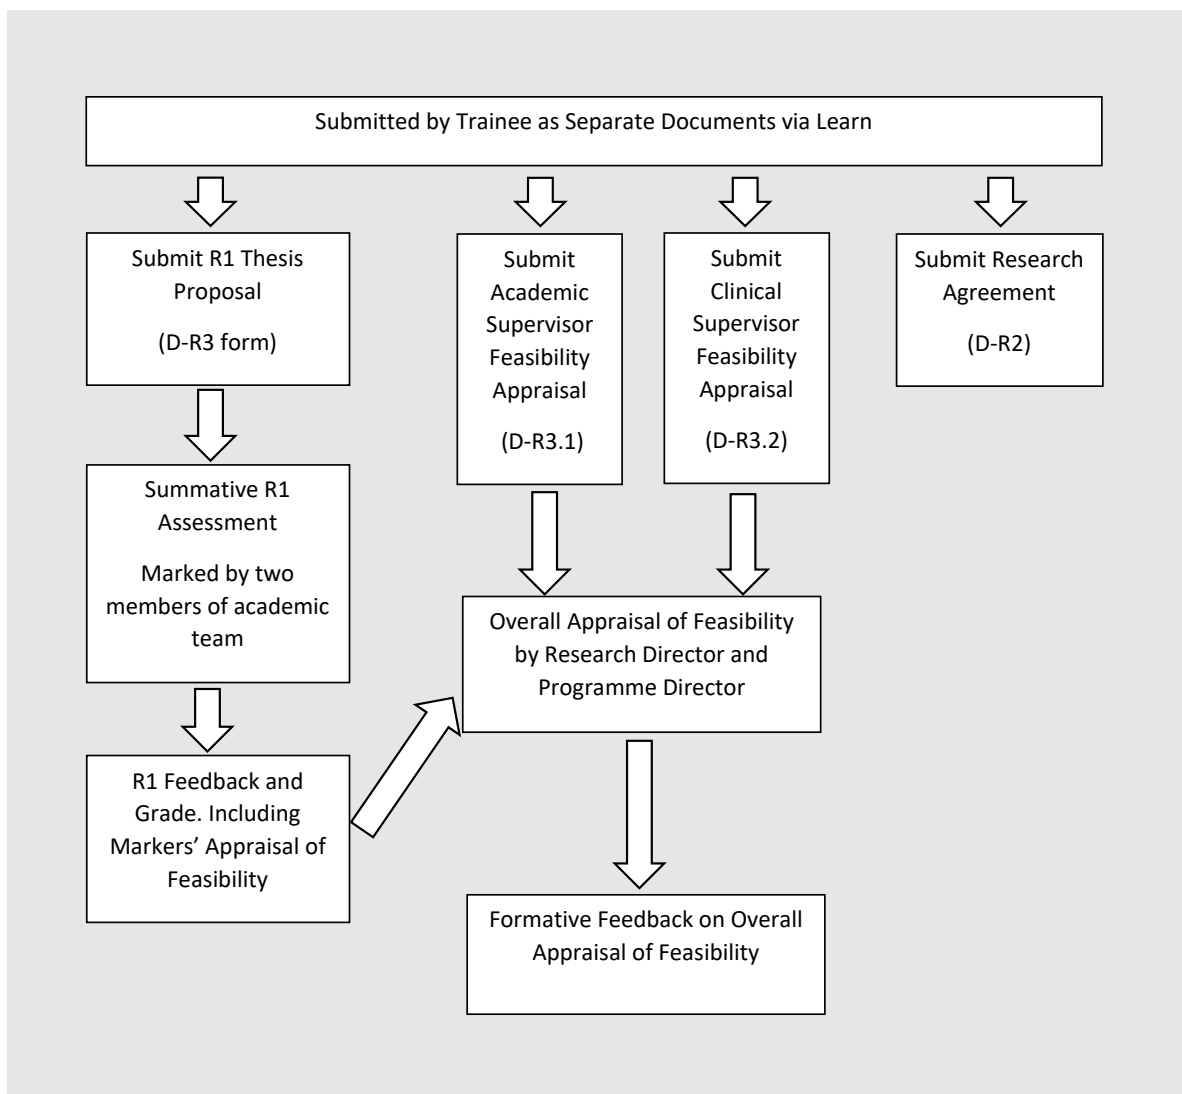 Submitted by Trainee as Separate Documents via Learn
Submit R1 Thesis
Proposal
(D-R3 form)
Submit
Academic
Supervisor
Feasibility
Appraisal
(D-R3.1)
Submit
Clinical
Supervisor
Feasibility
Appraisal
(D-R3.2)
Submit Research
Agreement
(D-R2)
Summative R1
Assessment
Marked by two
members of academic
team
Overall Appraisal of Feasibility
by Research Director and
Programme Director
R1 Feedback and
Grade. Including
Markers’ Appraisal of
Feasibility
Formative Feedback on Overall
Appraisal of Feasibility